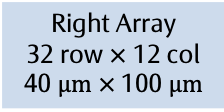 Right Array
32 row × 12 col
40 µm × 100 µm